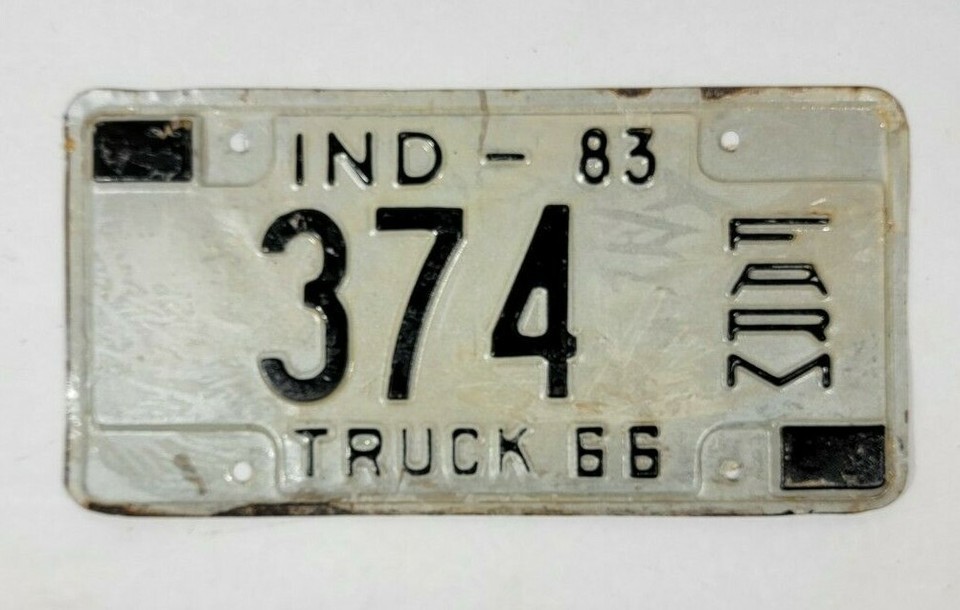 IND - 83
374
FARM
TRUCK 66